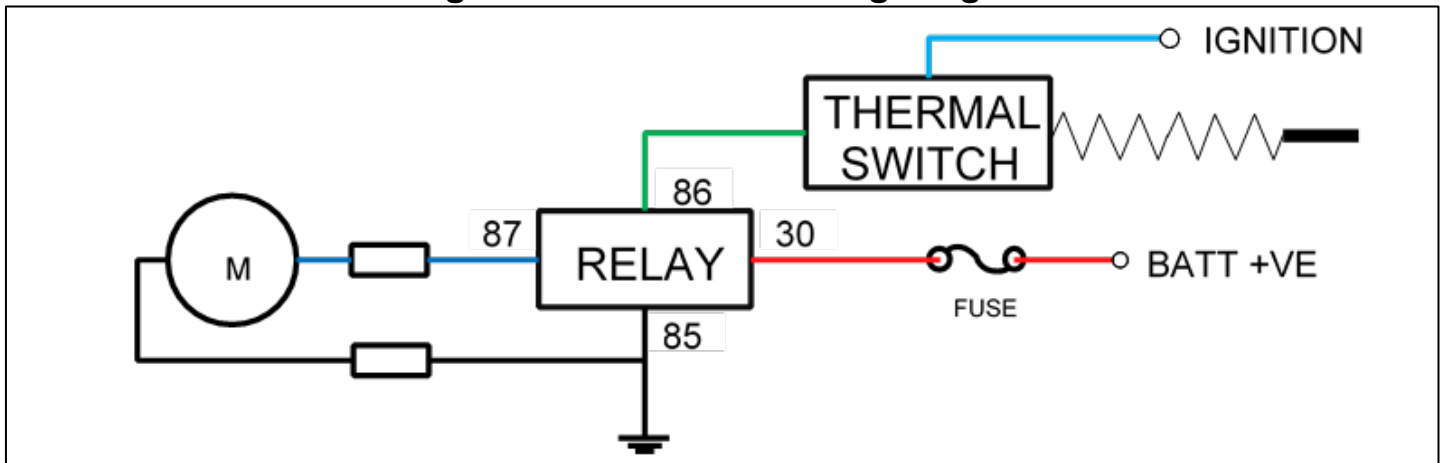 IGNITION
THERMAL
SWITCH
86
87
30
RELAY
M
BATT +VE
FUSE
85